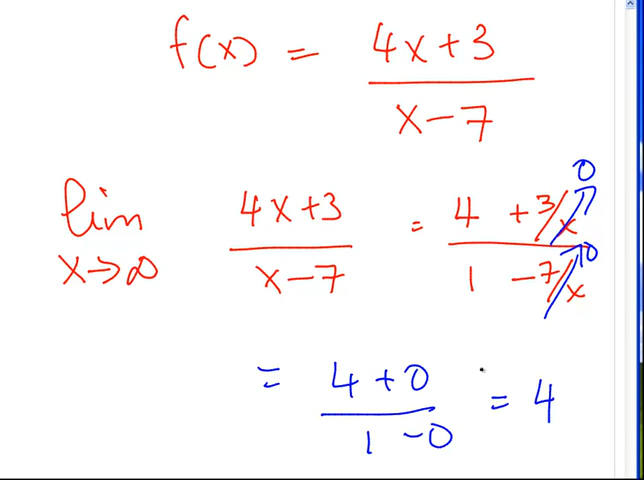 f(x) = (4x+3)/(x-7)
lim x→∞ (4x+3)/(x-7) = (4 + 3/x → 0)/(1 - 7/x → 0)
= (4+0)/(1-0) = 4